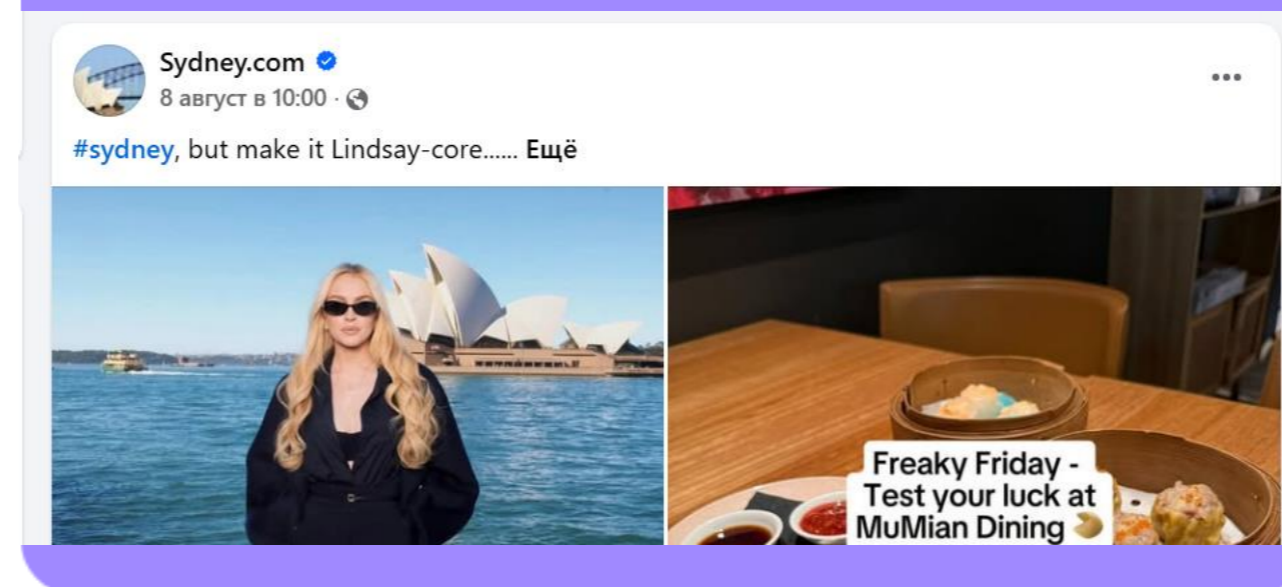 Sydney.com
8 август в 10:00 ·
#sydney, but make it Lindsay-core...... Ещё
Freaky Friday -
Test your luck at
MuMian Dining